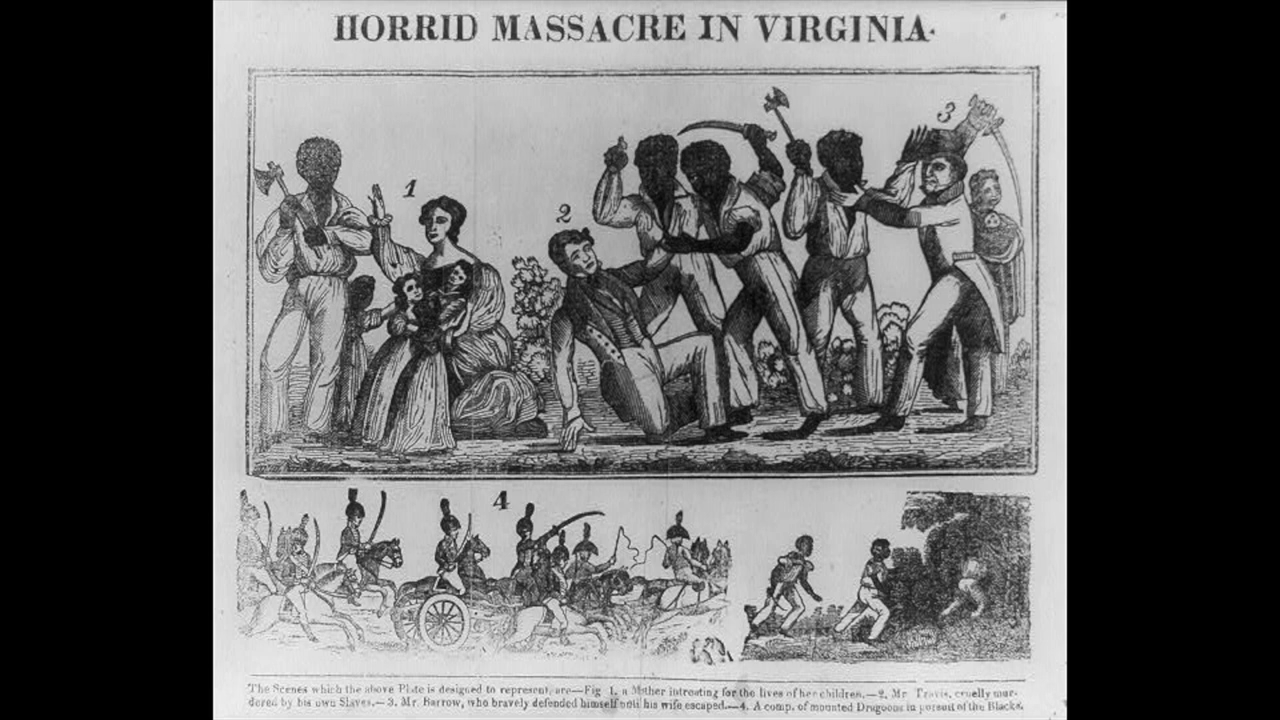 HORRID MASSACRE IN VIRGINIA.
1
2
3
4
The Scenes which the above Plate is designed to represent, are—Fig 1. a Mother intreating for the lives of her children.—2. Mr. Travis, cruelly mur-
dered by his own Slaves.—3. Mr. Barrow, who bravely defended himself until his wife escaped.—4. A comp. of mounted Dragoons in pursuit of the Blacks.